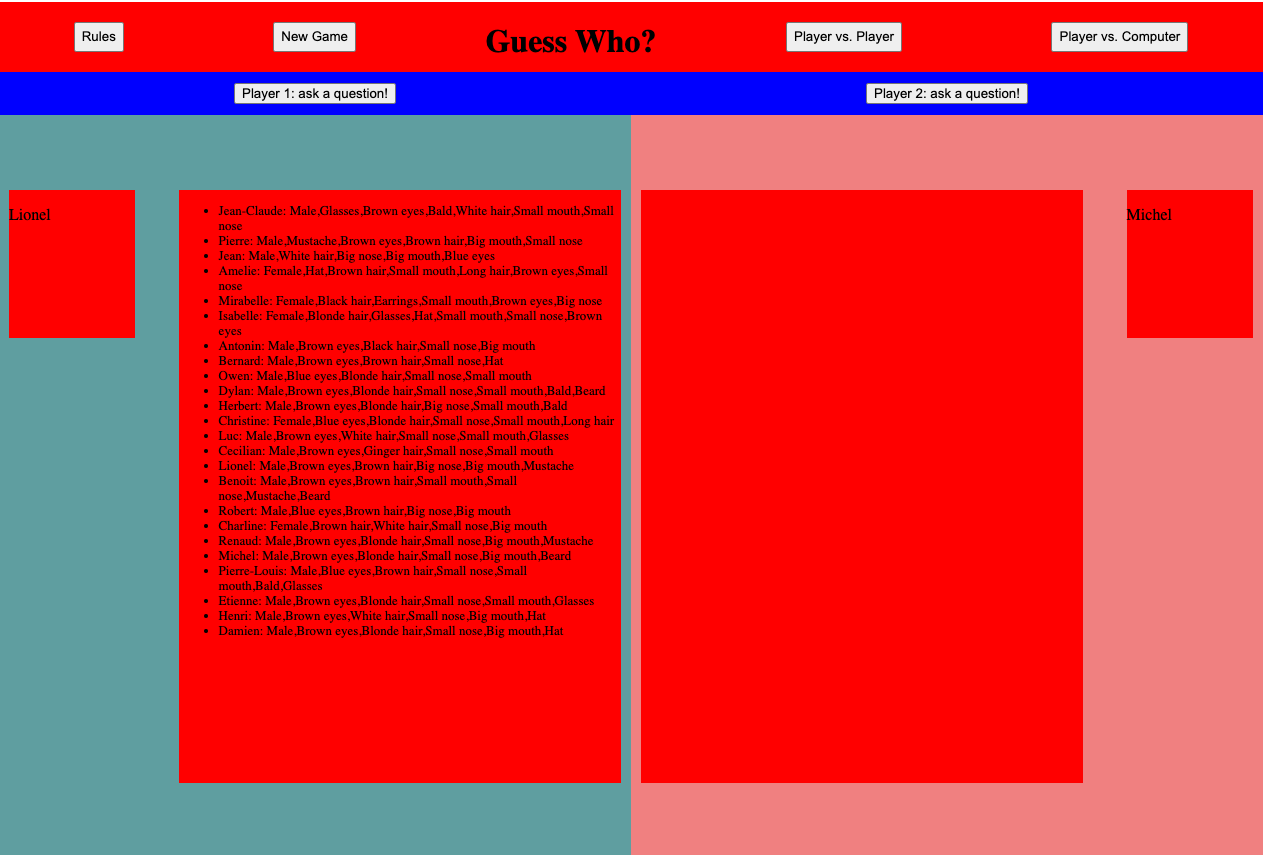 Rules
New Game
Guess Who?
Player vs. Player
Player vs. Computer
Player 1: ask a question!
Player 2: ask a question!
Lionel
Jean-Claude: Male,Glasses,Brown eyes,Bald,White hair,Small mouth,Small
nose
Pierre: Male,Mustache,Brown eyes,Brown hair,Big mouth,Small nose
Jean: Male,White hair,Big nose,Big mouth,Blue eyes
Amelie: Female,Hat,Brown hair,Small mouth,Long hair,Brown eyes,Small
nose
Mirabelle: Female,Black hair,Earrings,Small mouth,Brown eyes,Big nose
Isabelle: Female,Blonde hair,Glasses,Hat,Small mouth,Small nose,Brown
eyes
Antonin: Male,Brown eyes,Black hair,Small nose,Big mouth
Bernard: Male,Brown eyes,Brown hair,Small nose,Hat
Owen: Male,Blue eyes,Blonde hair,Small nose,Small mouth
Dylan: Male,Brown eyes,Blonde hair,Small nose,Small mouth,Bald,Beard
Herbert: Male,Brown eyes,Blonde hair,Big nose,Small mouth,Bald
Christine: Female,Blue eyes,Blonde hair,Small nose,Small mouth,Long hair
Luc: Male,Brown eyes,White hair,Small nose,Small mouth,Glasses
Cecilian: Male,Brown eyes,Ginger hair,Small nose,Small mouth
Lionel: Male,Brown eyes,Brown hair,Big nose,Big mouth,Mustache
Benoit: Male,Brown eyes,Brown hair,Small mouth,Small
nose,Mustache,Beard
Robert: Male,Blue eyes,Brown hair,Big nose,Big mouth
Charline: Female,Brown hair,White hair,Small nose,Big mouth
Renaud: Male,Brown eyes,Blonde hair,Small nose,Big mouth,Mustache
Michel: Male,Brown eyes,Blonde hair,Small nose,Big mouth,Beard
Pierre-Louis: Male,Blue eyes,Brown hair,Small nose,Small
mouth,Bald,Glasses
Etienne: Male,Brown eyes,Blonde hair,Small nose,Small mouth,Glasses
Henri: Male,Brown eyes,White hair,Small nose,Big mouth,Hat
Damien: Male,Brown eyes,Blonde hair,Small nose,Big mouth,Hat
Michel